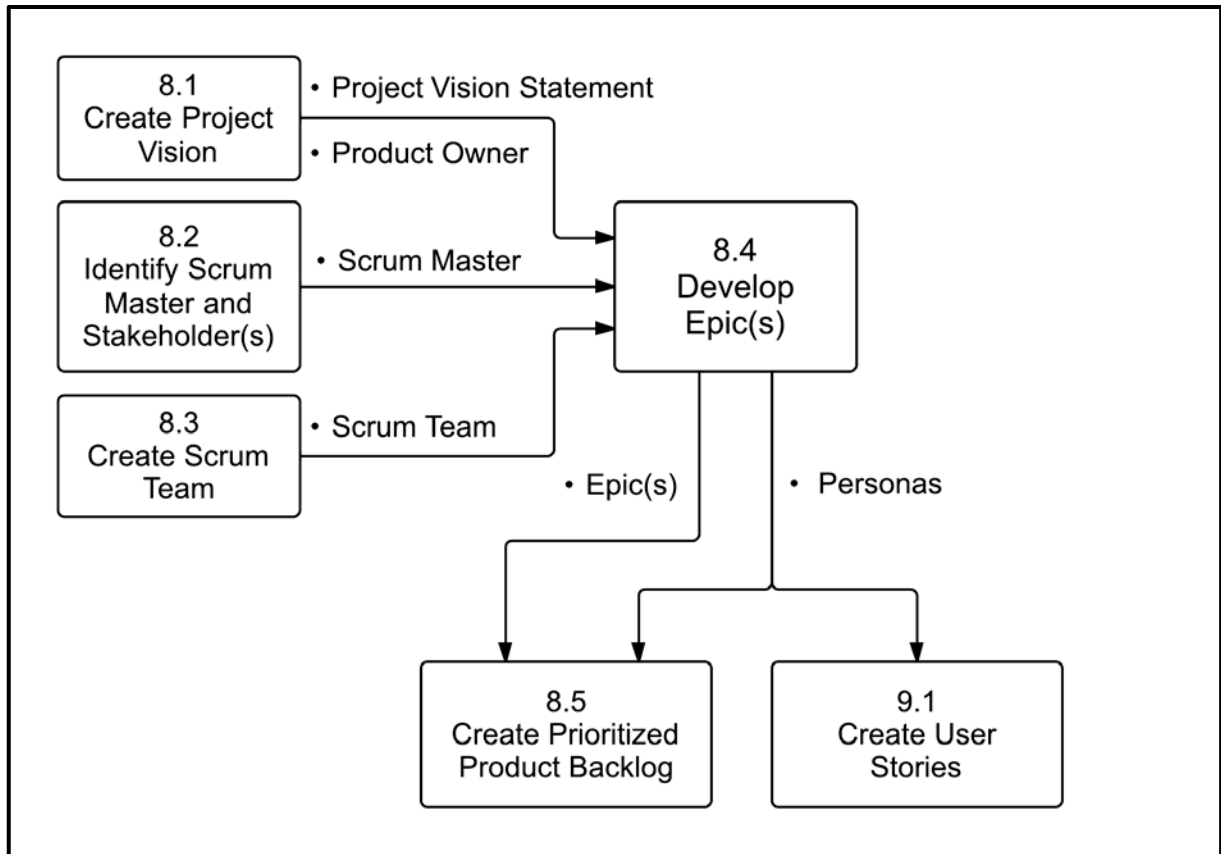 8.1
Create Project
Vision
• Project Vision Statement
• Product Owner
8.2
Identify Scrum
Master and
Stakeholder(s)
• Scrum Master
8.3
Create Scrum
Team
• Scrum Team
8.4
Develop
Epic(s)
• Epic(s)
• Personas
8.5
Create Prioritized
Product Backlog
9.1
Create User
Stories